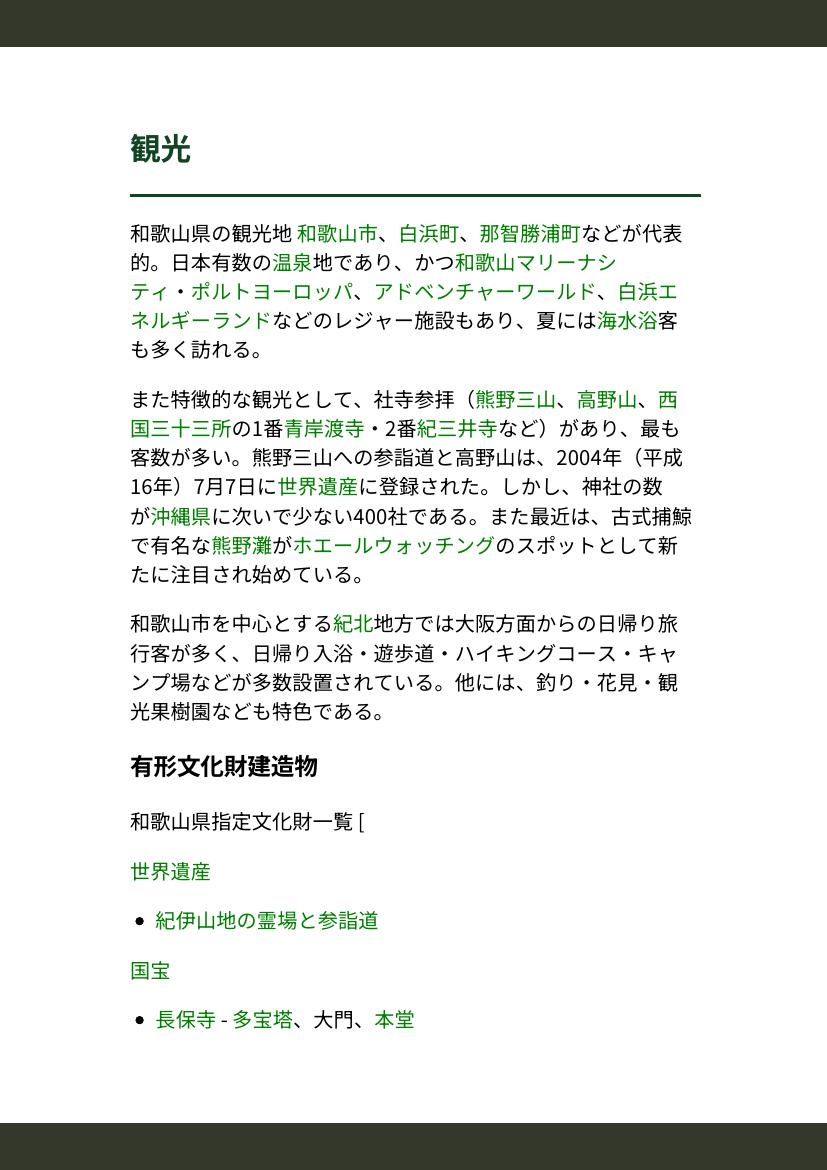 観光
和歌山県の観光地 和歌山市、白浜町、那智勝浦町などが代表
的。日本有数の温泉地であり、かつ和歌山マリーナシ
ティ・ポルトヨーロッパ、アドベンチャーワールド、白浜エ
ネルギーランドなどのレジャー施設もあり、夏には海水浴客
も多く訪れる。
また特徴的な観光として、社寺参拝（熊野三山、高野山、西
国三十三所の1番青岸渡寺・2番紀三井寺など）があり、最も
客数が多い。熊野三山への参詣道と高野山は、2004年（平成
16年）7月7日に世界遺産に登録された。しかし、神社の数
が沖縄県に次いで少ない400社である。また最近は、古式捕鯨
で有名な熊野灘がホエールウォッチングのスポットとして新
たに注目され始めている。
和歌山市を中心とする紀北地方では大阪方面からの日帰り旅
行客が多く、日帰り入浴・遊歩道・ハイキングコース・キャ
ンプ場などが多数設置されている。他には、釣り・花見・観
光果樹園なども特色である。
有形文化財建造物
和歌山県指定文化財一覧 [
世界遺産
• 紀伊山地の霊場と参詣道
国宝
• 長保寺 - 多宝塔、大門、本堂